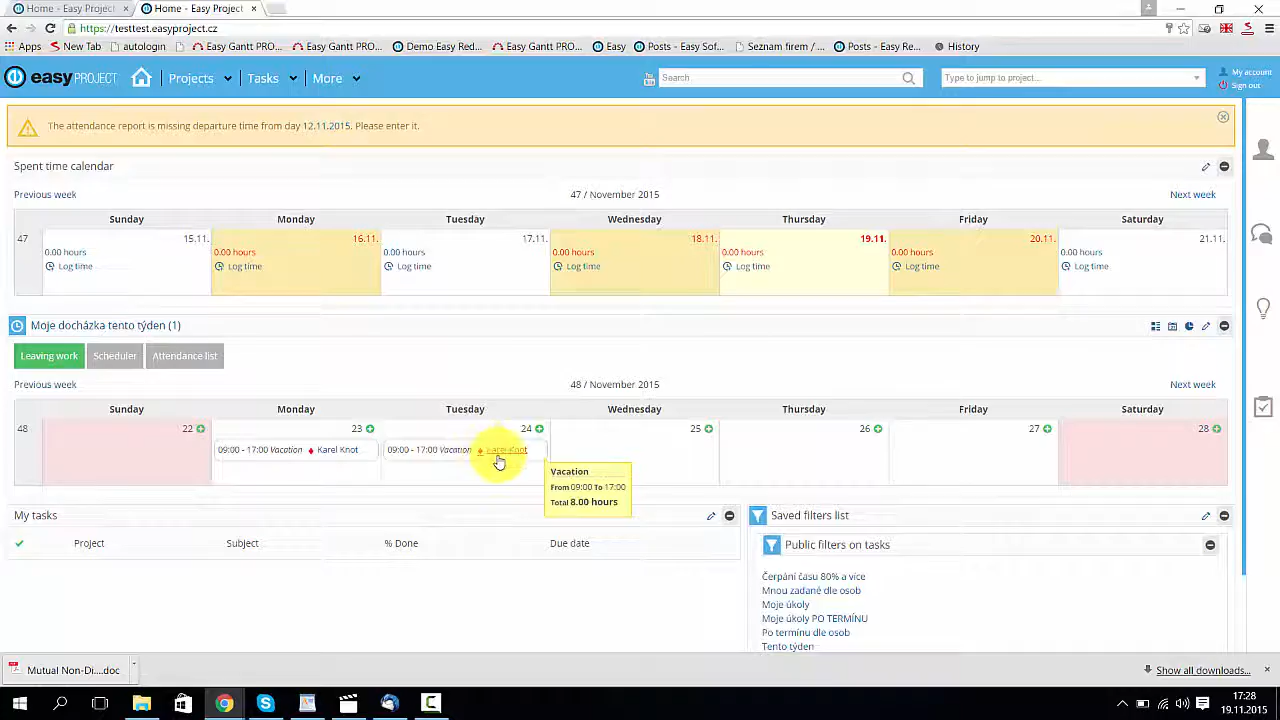 Home - Easy Project
Home - Easy Project
https://testtest.easyproject.cz
Apps
New Tab
autologin
Easy Gantt PRO...
Easy Gantt PRO...
Demo Easy Red...
Easy Gantt PRO...
Easy
Posts - Easy Sof...
Seznam firem /...
Posts - Easy Re...
History
easyPROJECT
Projects
Tasks
More
You
Search
Type to jump to project...
My account
Sign out
The attendance report is missing departure time from day 12.11.2015. Please enter it.
Spent time calendar
Previous week
47 / November 2015
Next week
Sunday Monday Tuesday Wednesday Thursday Friday Saturday
47 15.11. 16.11. 17.11. 18.11. 19.11. 20.11. 21.11.
0.00 hours 0.00 hours 0.00 hours 0.00 hours 0.00 hours 0.00 hours 0.00 hours
Log time Log time Log time Log time Log time Log time Log time
Moje docházka tento týden (1)
Leaving work
Scheduler
Attendance list
Previous week
48 / November 2015
Next week
Sunday Monday Tuesday Wednesday Thursday Friday Saturday
48 22 23 24 25 26 27 28
09:00 - 17:00 Vacation Karel Knot
09:00 - 17:00 Vacation Karel Knot
Vacation
From 09:00 To 17:00
Total 8.00 hours
My tasks
Project Subject % Done Due date
Saved filters list
Public filters on tasks
Čerpání času 80% a více
Mnou zadané dle osob
Moje úkoly
Moje úkoly PO TERMÍNU
Po termínu dle osob
Tento týden
Mutual Non-Di....doc
Show all downloads...
17:28
19.11.2015